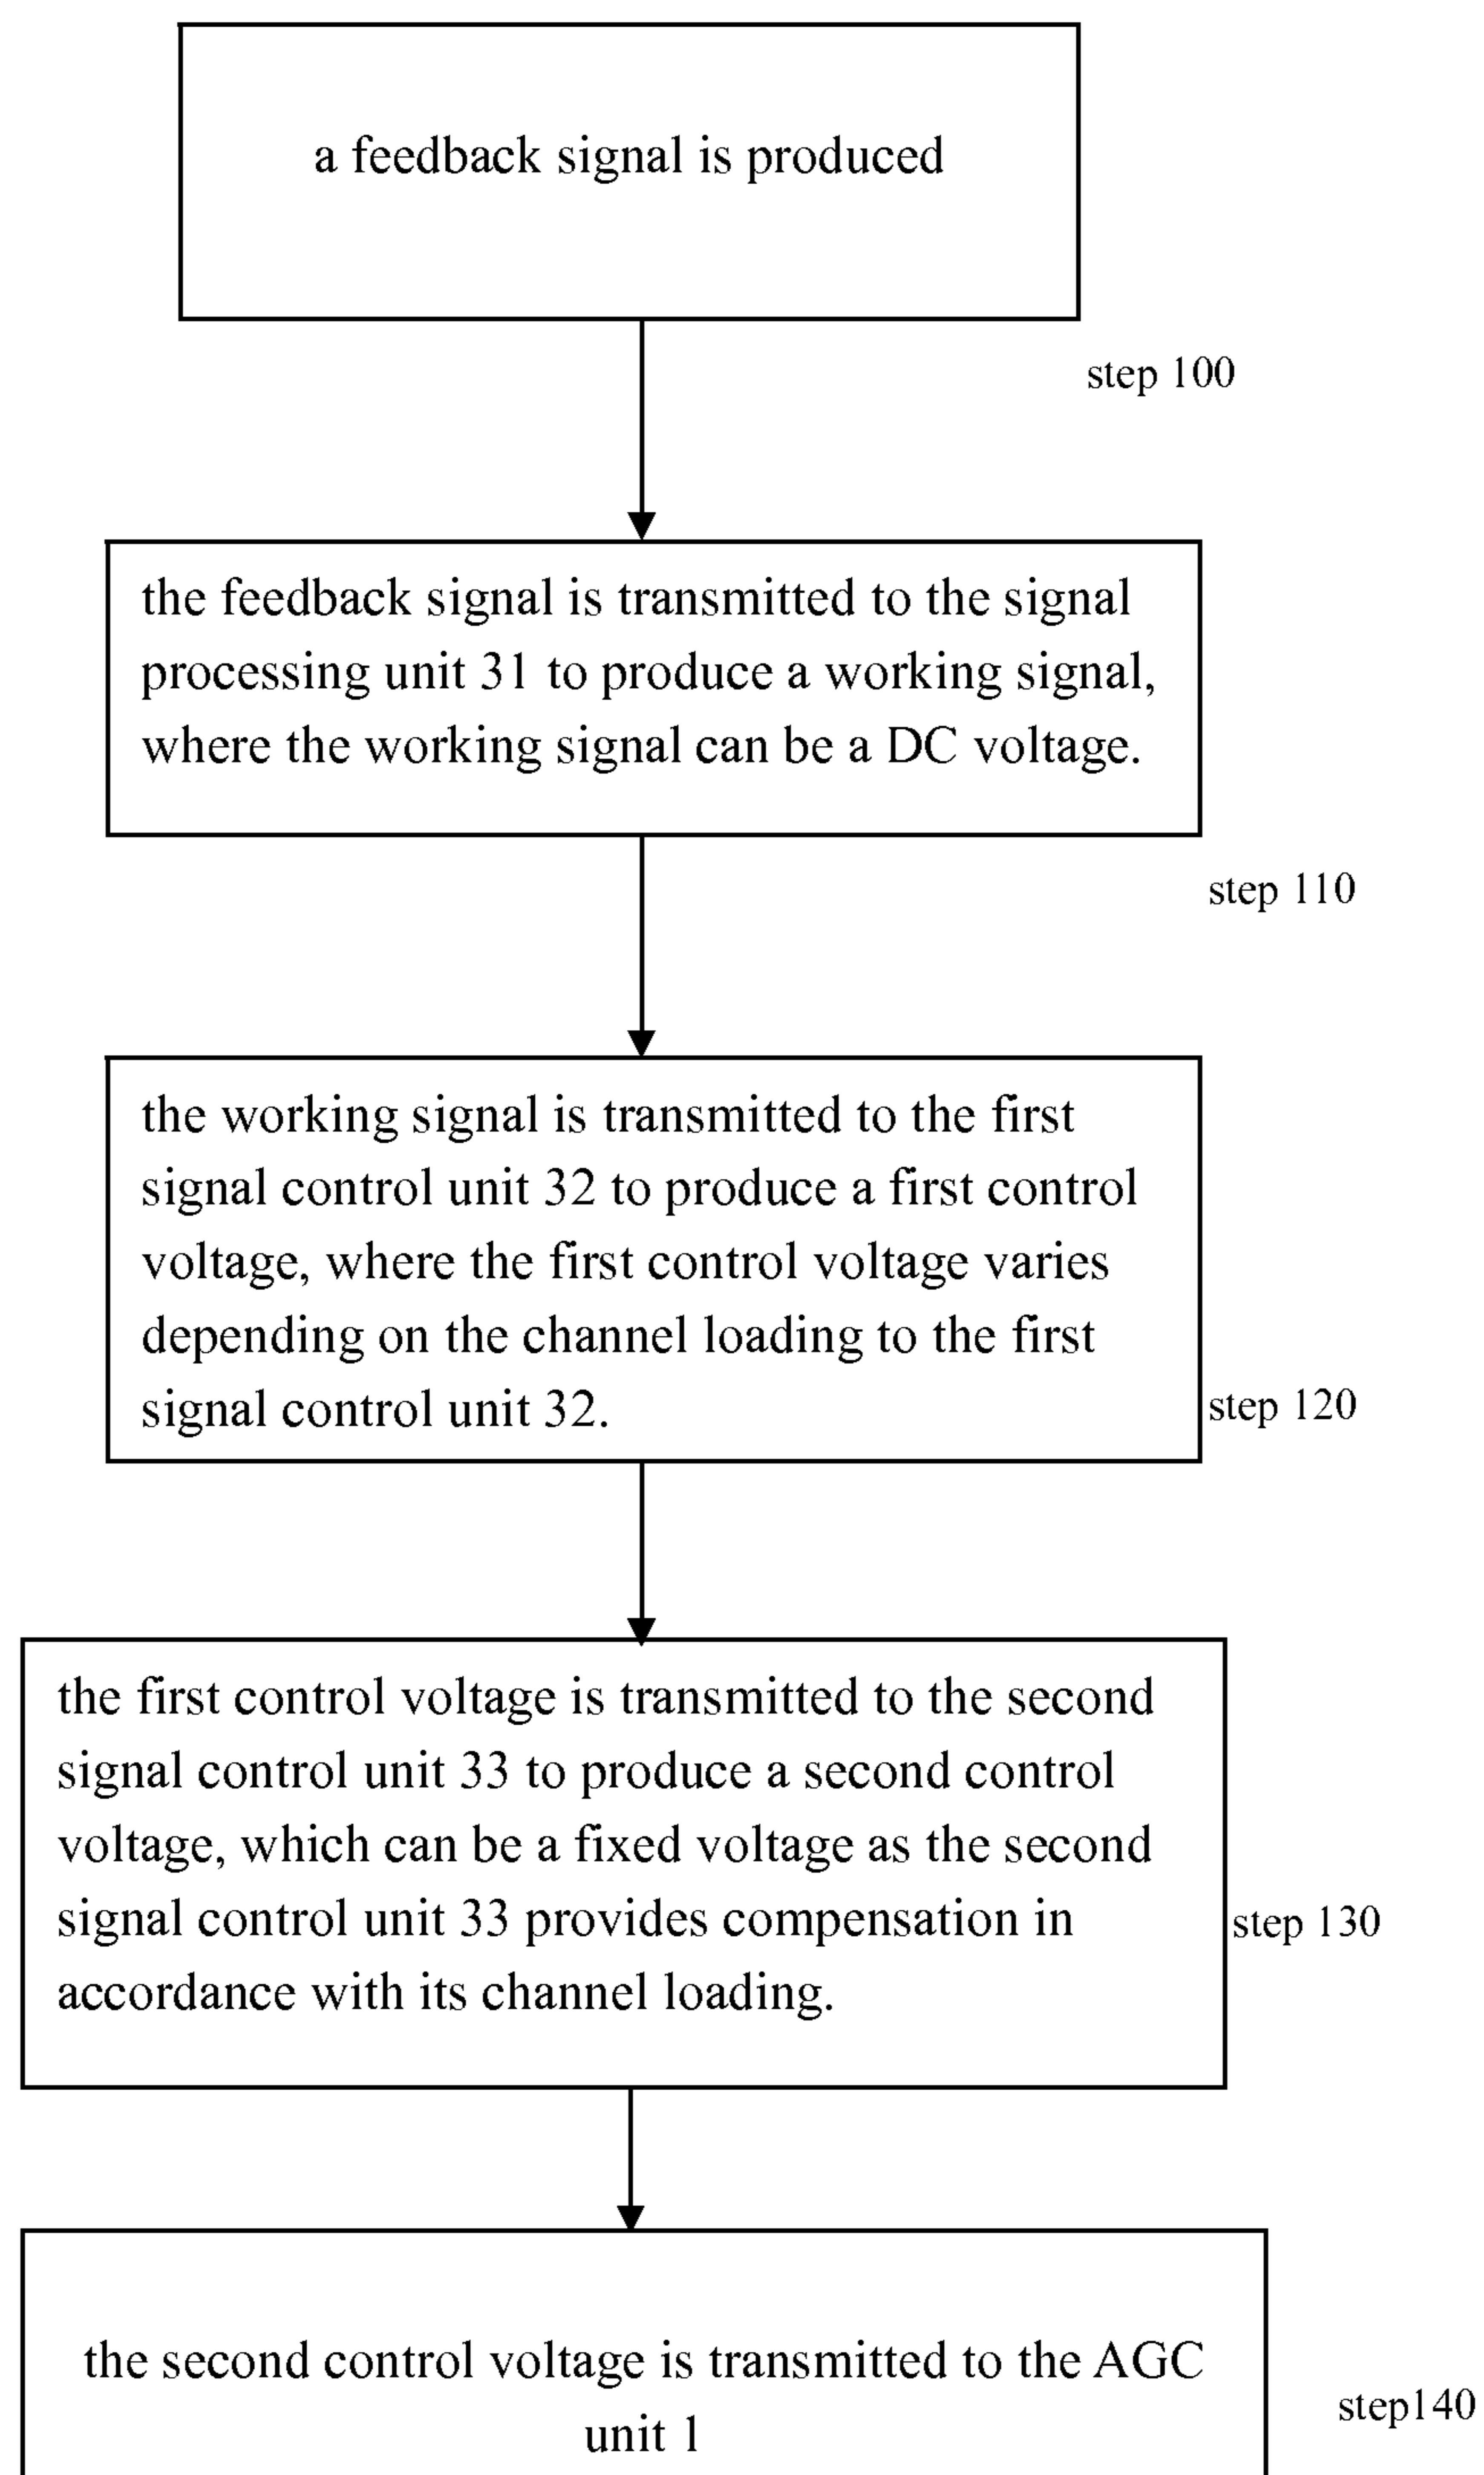 a feedback signal is produced
step 100
the feedback signal is transmitted to the signal
processing unit 31 to produce a working signal,
where the working signal can be a DC voltage.
step 110
the working signal is transmitted to the first
signal control unit 32 to produce a first control
voltage, where the first control voltage varies
depending on the channel loading to the first
signal control unit 32.
step 120
the first control voltage is transmitted to the second
signal control unit 33 to produce a second control
voltage, which can be a fixed voltage as the second
signal control unit 33 provides compensation in
accordance with its channel loading.
step 130
the second control voltage is transmitted to the AGC
unit 1
step140